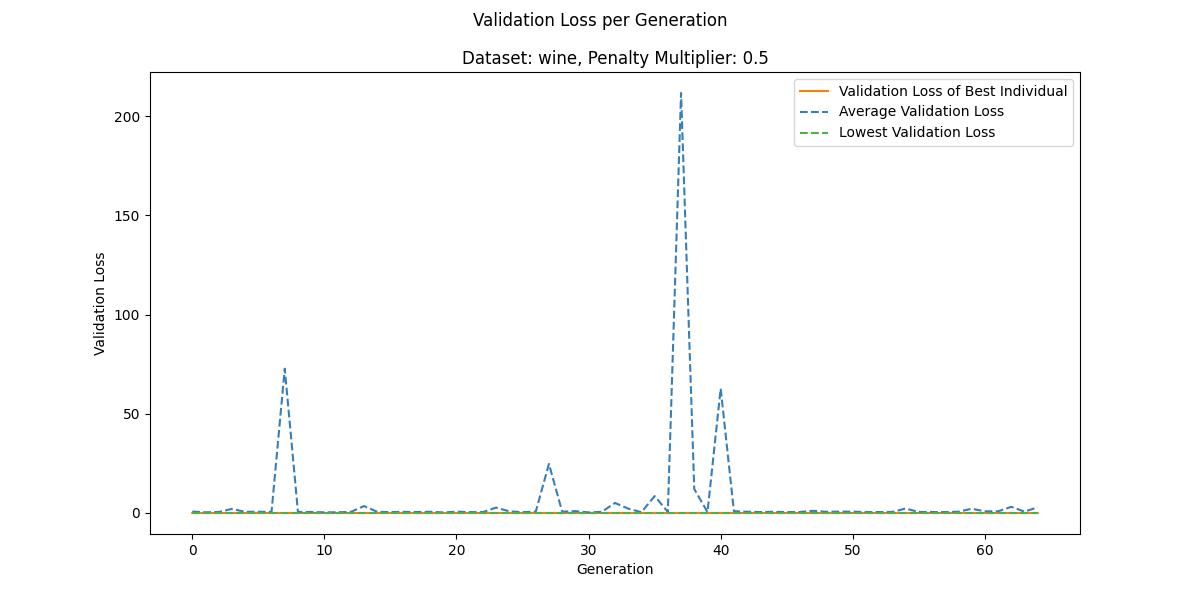 Validation Loss per Generation
Dataset: wine, Penalty Multiplier: 0.5
Validation Loss of Best Individual
Average Validation Loss
Lowest Validation Loss
200
150
100
50
0
Validation Loss
0 10 20 30 40 50 60
Generation